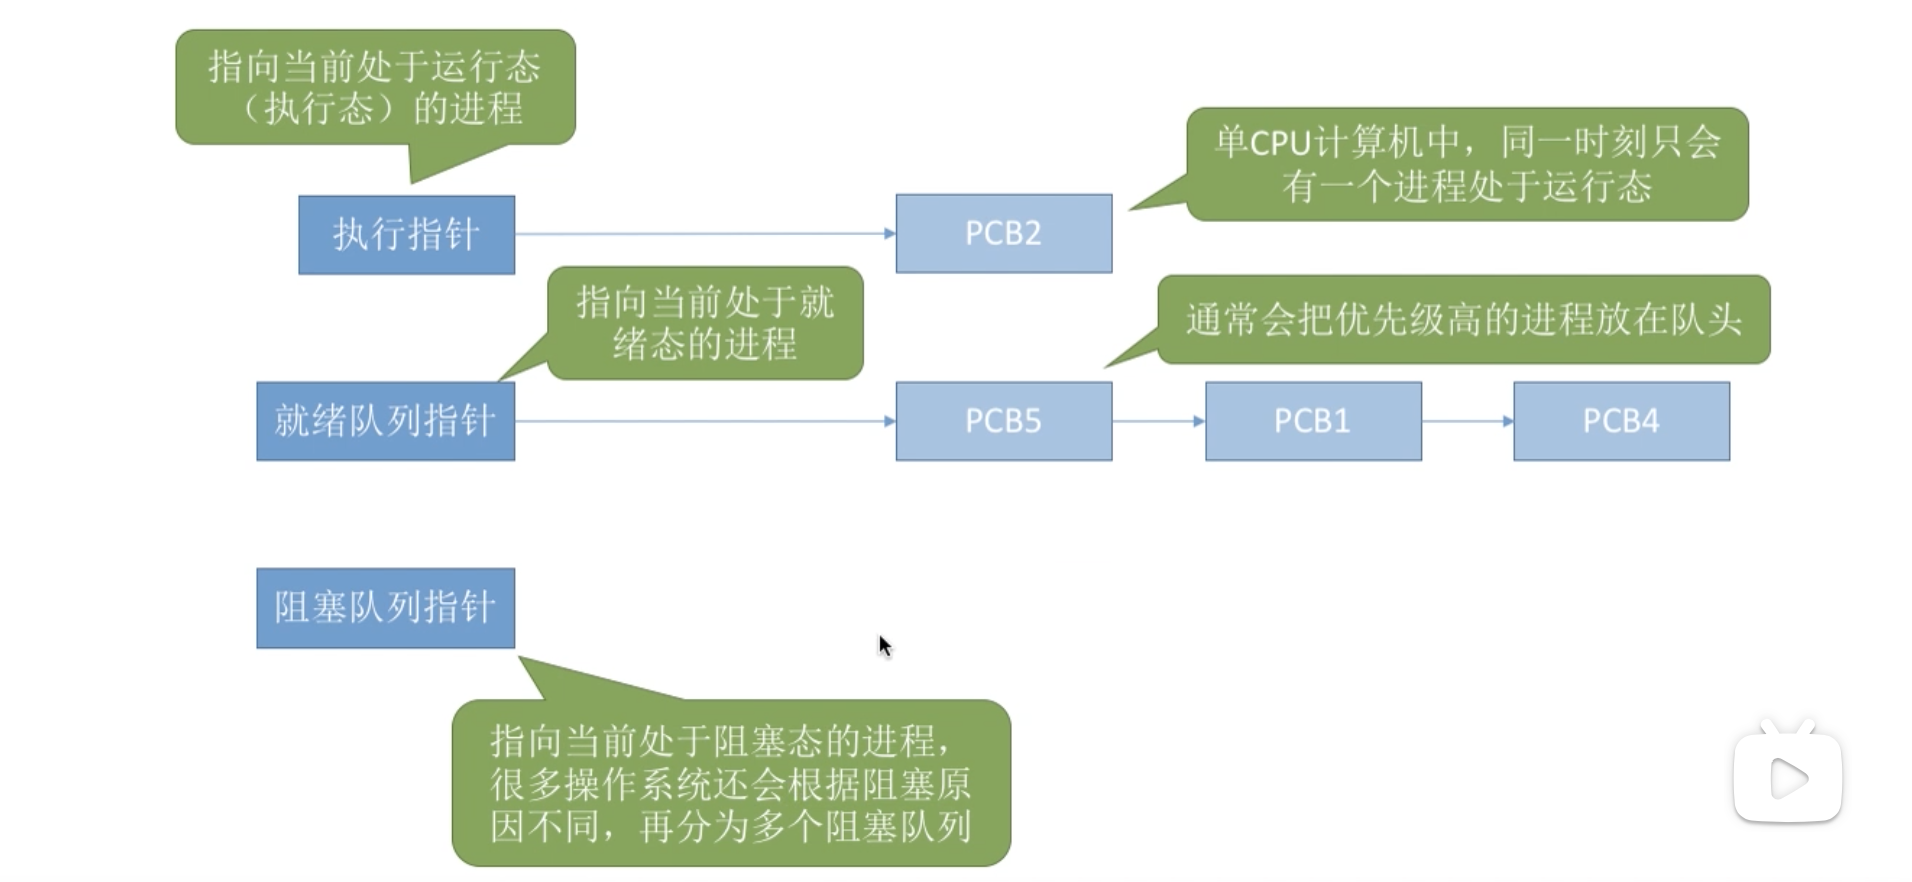 指向当前处于运行态
（执行态）的进程
单CPU计算机中，同一时刻只会
有一个进程处于运行态
执行指针
PCB2
指向当前处于就
绪态的进程
通常会把优先级高的进程放在队头
就绪队列指针
PCB5
PCB1
PCB4
阻塞队列指针
指向当前处于阻塞态的进程，
很多操作系统还会根据阻塞原
因不同，再分为多个阻塞队列